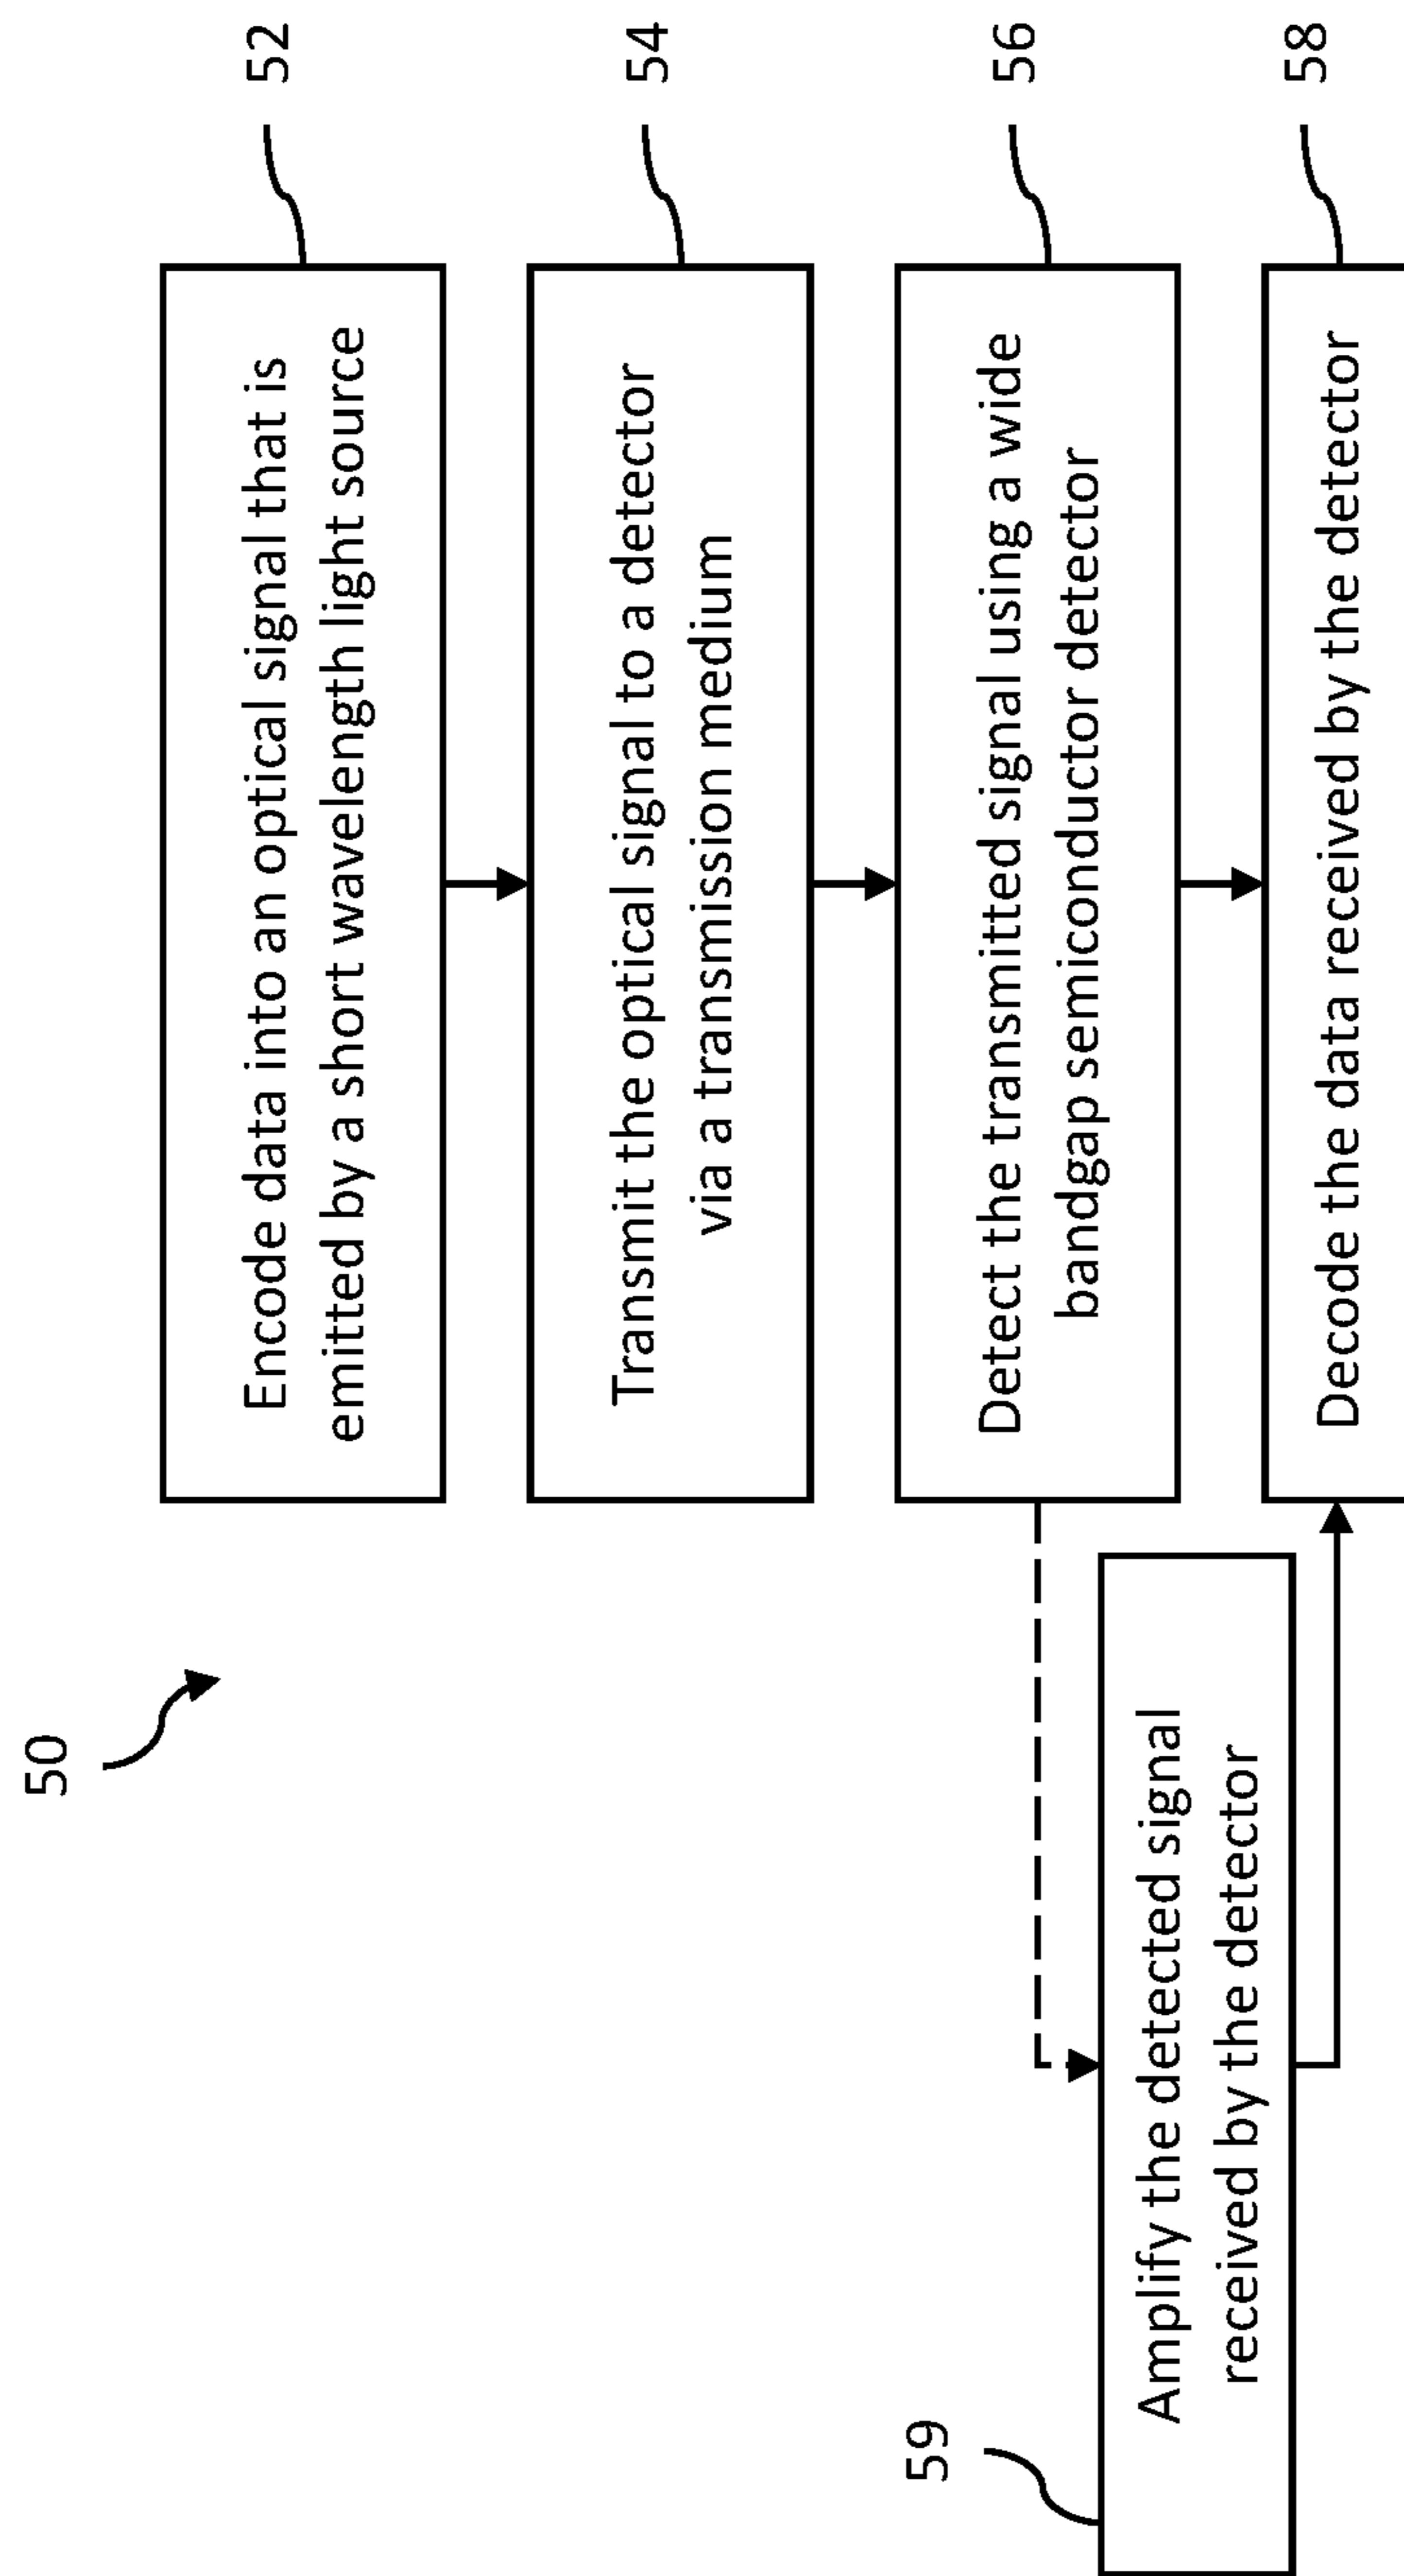 50
Encode data into an optical signal that is
emitted by a short wavelength light source
52
Transmit the optical signal to a detector
via a transmission medium
54
Detect the transmitted signal using a wide
bandgap semiconductor detector
56
59
Amplify the detected signal
received by the detector
Decode the data received by the detector
58